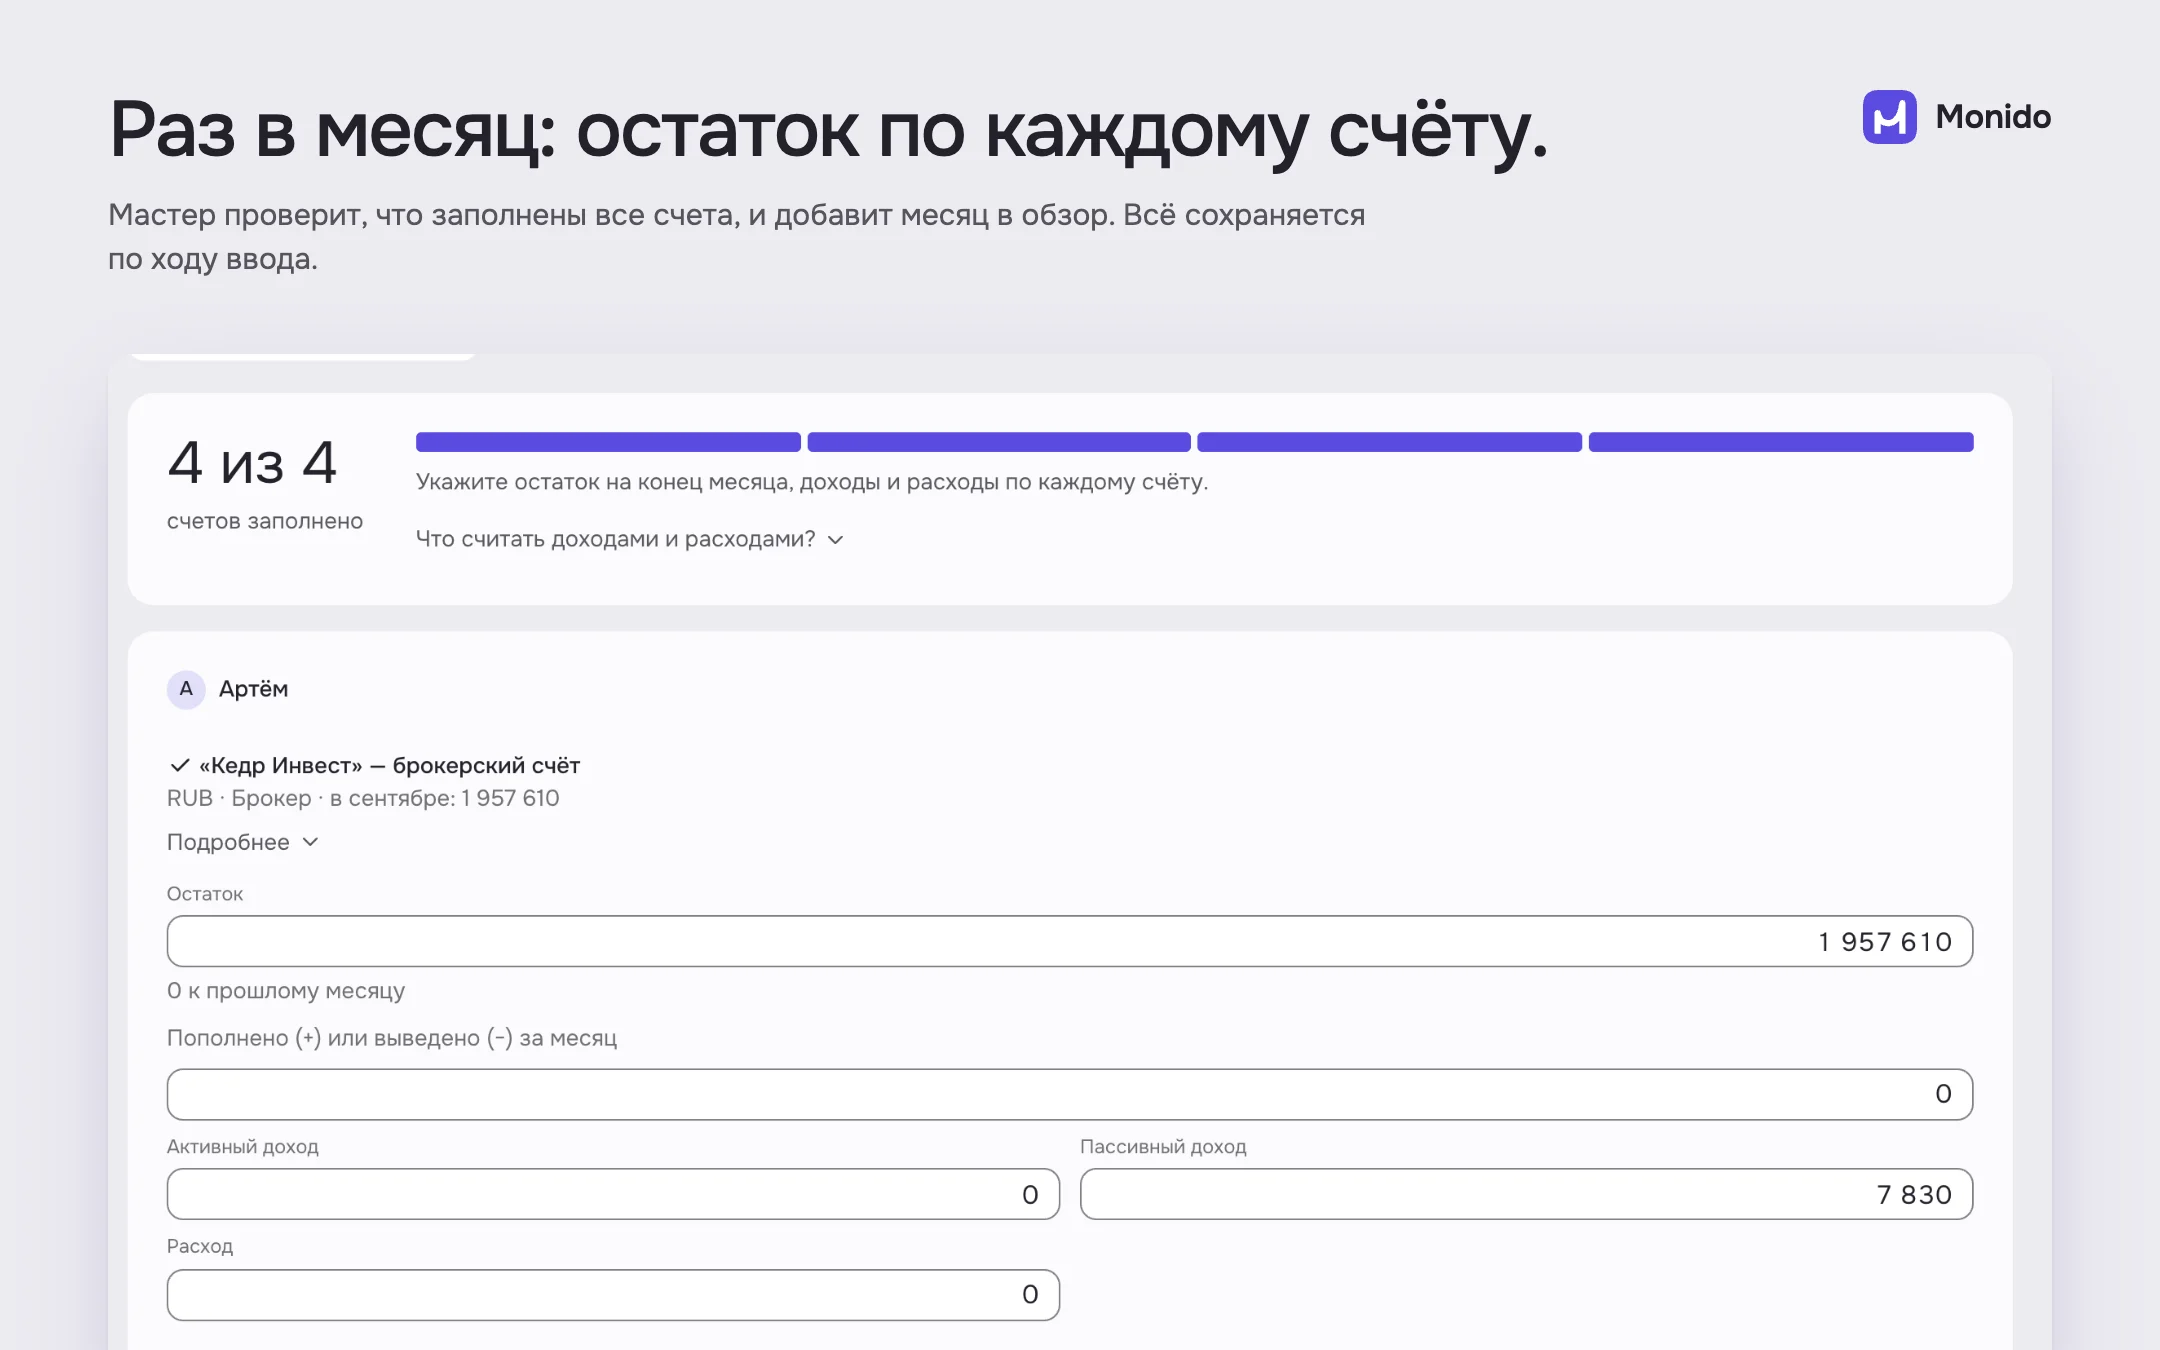 Раз в месяц: остаток по каждому счёту.
Monido
Мастер проверит, что заполнены все счета, и добавит месяц в обзор. Всё сохраняется
по ходу ввода.
4 из 4
счетов заполнено
Укажите остаток на конец месяца, доходы и расходы по каждому счёту.
Что считать доходами и расходами?
А Артём
«Кедр Инвест» — брокерский счёт
RUB · Брокер · в сентябре: 1 957 610
Подробнее
Остаток
1 957 610
0 к прошлому месяцу
Пополнено (+) или выведено (−) за месяц
0
Активный доход
0
Пассивный доход
7 830
Расход
0